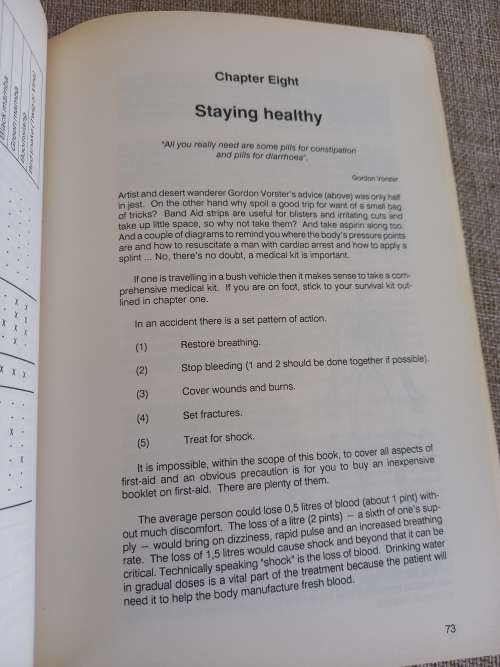 Black mamba
Green mamba
Boomslang
Chapter Eight
Staying healthy
"All you really need are some pills for constipation
and pills for diarrhoea".
Gordon Vorster
Artist and desert wanderer Gordon Vorster's advice (above) was only half
in jest. On the other hand why spoil a good trip for want of a small bag
of tricks? Band Aid strips are useful for blisters and irritating cuts and
take up little space, so why not take them? And take aspirin along too.
And a couple of diagrams to remind you where the body's pressure points
are and how to resuscitate a man with cardiac arrest and how to apply a
splint ... No, there's no doubt, a medical kit is important.
If one is travelling in a bush vehicle then it makes sense to take a com-
prehensive medical kit. If you are on foot, stick to your survival kit out-
lined in chapter one.
In an accident there is a set pattern of action.
(1) Restore breathing.
(2) Stop bleeding (1 and 2 should be done together if possible).
(3) Cover wounds and burns.
(4) Set fractures.
(5) Treat for shock.
It is impossible, within the scope of this book, to cover all aspects of
first-aid and an obvious precaution is for you to buy an inexpensive
booklet on first-aid. There are plenty of them.
The average person could lose 0,5 litres of blood (about 1 pint) with-
out much discomfort. The loss of a litre (2 pints) — a sixth of one's sup-
ply — would bring on dizziness, rapid pulse and an increased breathing
rate. The loss of 1,5 litres would cause shock and beyond that it can be
critical. Technically speaking "shock" is the loss of blood. Drinking water
in gradual doses is a vital part of the treatment because the patient will
need it to help the body manufacture fresh blood.
73